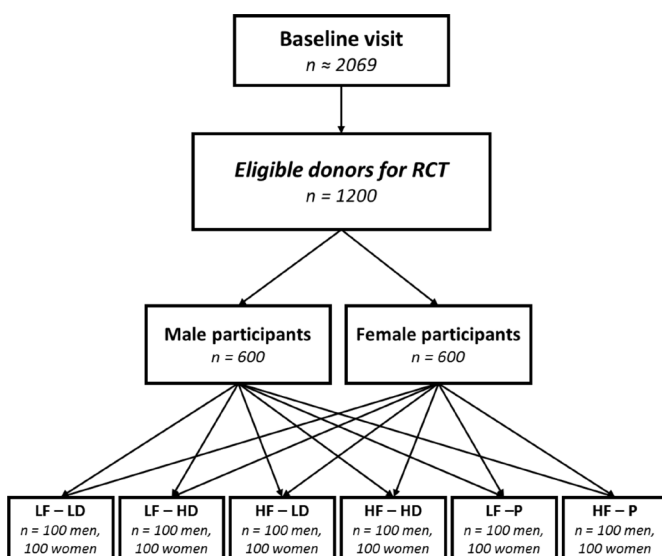 Baseline visit
n ≈ 2069
Eligible donors for RCT
n = 1200
Male participants
n = 600
Female participants
n = 600
LF – LD
n = 100 men,
100 women
LF – HD
n = 100 men,
100 women
HF – LD
n = 100 men,
100 women
HF – HD
n = 100 men,
100 women
LF –P
n = 100 men,
100 women
HF – P
n = 100 men,
100 women